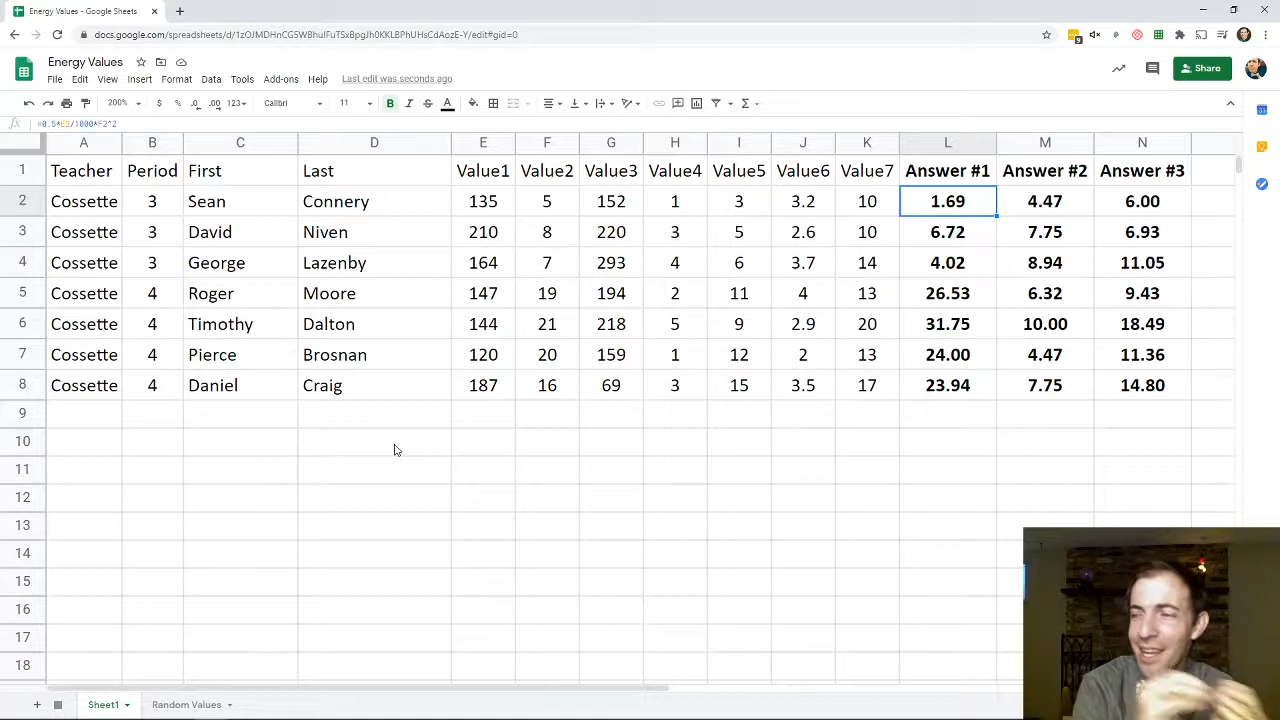 Energy Values - Google Sheets
docs.google.com/spreadsheets/d/1zOJMDHnCG5WBhuIFuTSxBpgJh0KKLBPhUHsCdAozE-Y/edit#gid=0
Energy Values
File Edit View Insert Format Data Tools Add-ons Help Last edit was seconds ago
Share
200% $ % .0 .00 123 Calibri 11 B I S A
fx =0.5*E2/1000*F2^2
A B C D E F G H I J K L M N
1 Teacher Period First Last Value1 Value2 Value3 Value4 Value5 Value6 Value7 Answer #1 Answer #2 Answer #3
2 Cossette 3 Sean Connery 135 5 152 1 3 3.2 10 1.69 4.47 6.00
3 Cossette 3 David Niven 210 8 220 3 5 2.6 10 6.72 7.75 6.93
4 Cossette 3 George Lazenby 164 7 293 4 6 3.7 14 4.02 8.94 11.05
5 Cossette 4 Roger Moore 147 19 194 2 11 4 13 26.53 6.32 9.43
6 Cossette 4 Timothy Dalton 144 21 218 5 9 2.9 20 31.75 10.00 18.49
7 Cossette 4 Pierce Brosnan 120 20 159 1 12 2 13 24.00 4.47 11.36
8 Cossette 4 Daniel Craig 187 16 69 3 15 3.5 17 23.94 7.75 14.80
9
10
11
12
13
14
15
16
17
18
Sheet1 Random Values